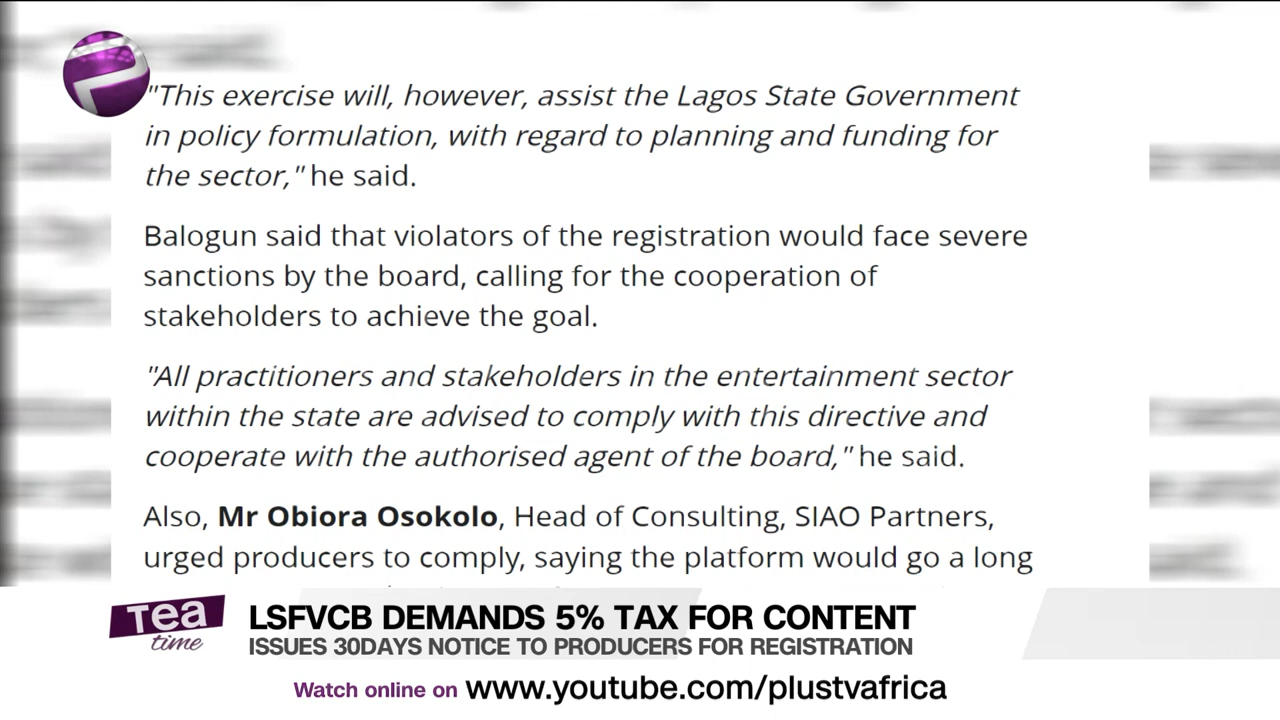 "This exercise will, however, assist the Lagos State Government
in policy formulation, with regard to planning and funding for
the sector," he said.
Balogun said that violators of the registration would face severe
sanctions by the board, calling for the cooperation of
stakeholders to achieve the goal.
"All practitioners and stakeholders in the entertainment sector
within the state are advised to comply with this directive and
cooperate with the authorised agent of the board," he said.
Also, Mr Obiora Osokolo, Head of Consulting, SIAO Partners,
urged producers to comply, saying the platform would go a long
Tea
time
LSFVCB DEMANDS 5% TAX FOR CONTENT
ISSUES 30DAYS NOTICE TO PRODUCERS FOR REGISTRATION
Watch online on www.youtube.com/plustvafrica